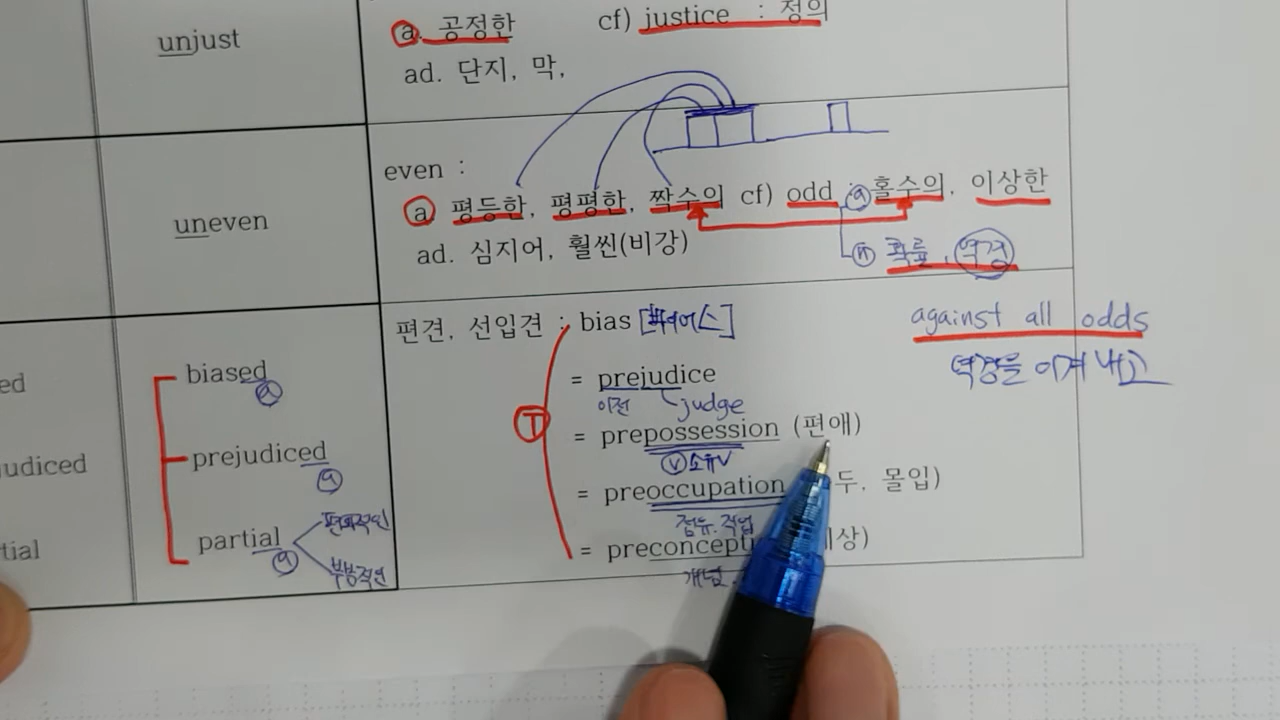 unjust
a. 공정한 cf) justice : 정의
ad. 단지, 막,
uneven
even :
a 평등한, 평평한, 짝수의 cf) odd : a 홀수의, 이상한
ad. 심지어, 훨씬(비강)
n 확률, 역경
편견, 선입견 : bias [바이어스]
against all odds
역경을 이겨 내고
ed
biased
a
= prejudice
이전 judge
T
= prepossession (편애)
v 소유
udiced
prejudiced
a
= preoccupation 두, 몰입)
점유. 직업
tial
partial
a
편파적인
부분적인
= preconcepti 상)
개념